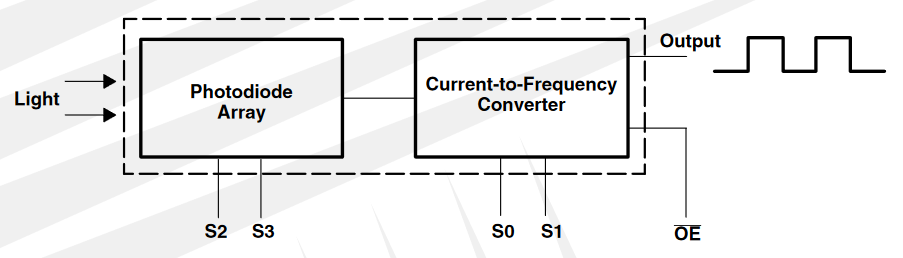 Light
Photodiode
Array
Current-to-Frequency
Converter
Output
S2
S3
S0
S1
OE